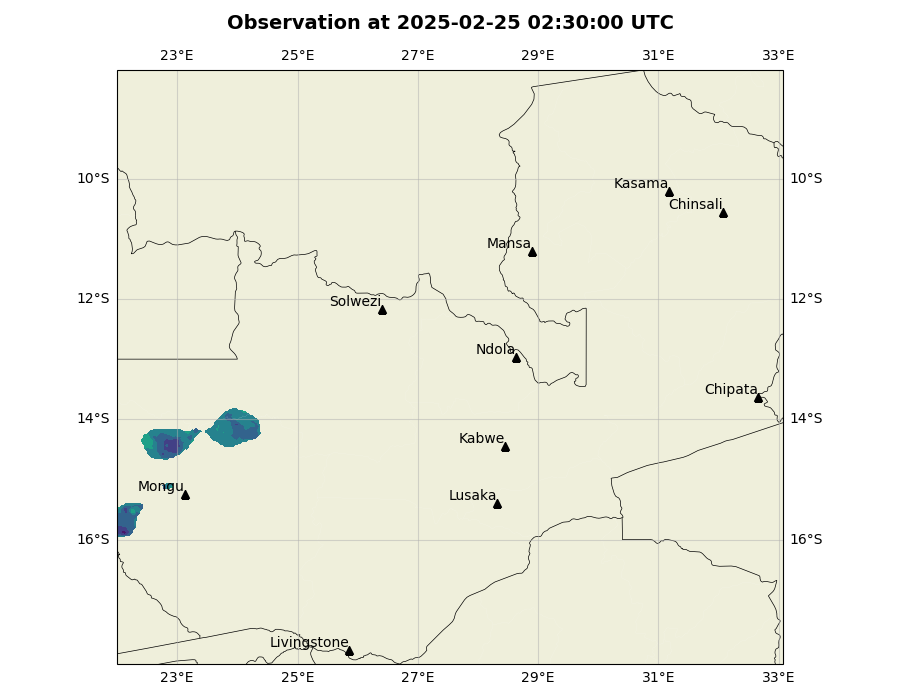 Observation at 2025-02-25 02:30:00 UTC
23°E 25°E 27°E 29°E 31°E 33°E
10°S 10°S
Kasama
Chinsali
Mansa
12°S 12°S
Solwezi
Ndola
Chipata
14°S 14°S
Kabwe
Mongu
Lusaka
16°S 16°S
Livingstone
23°E 25°E 27°E 29°E 31°E 33°E